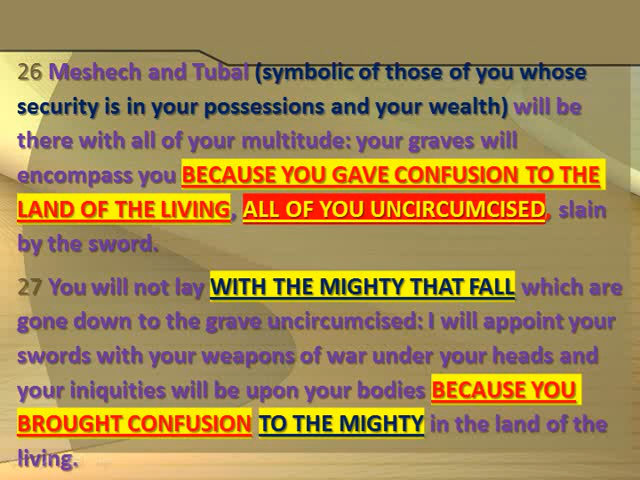 26 Meshech and Tubal (symbolic of those of you whose
security is in your possessions and your wealth) will be
there with all of your multitude: your graves will
encompass you BECAUSE YOU GAVE CONFUSION TO THE
LAND OF THE LIVING, ALL OF YOU UNCIRCUMCISED, slain
by the sword.
27 You will not lay WITH THE MIGHTY THAT FALL which are
gone down to the grave uncircumcised: I will appoint your
swords with your weapons of war under your heads and
your iniquities will be upon your bodies BECAUSE YOU
BROUGHT CONFUSION TO THE MIGHTY in the land of the
living.